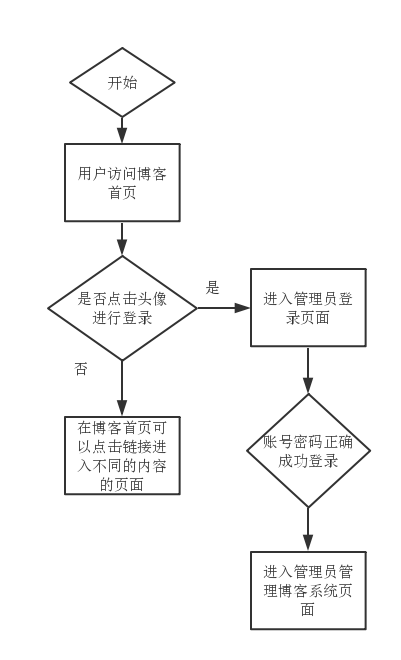 开始
用户访问博客
首页
是否点击头像
进行登录
是
进入管理员登
录页面
否
在博客首页可
以点击链接进
入不同的内容
的页面
账号密码正确
成功登录
进入管理员管
理博客系统页
面